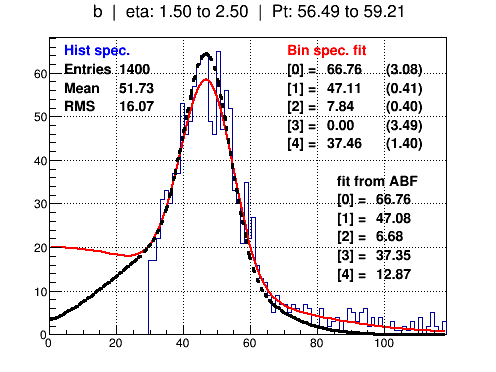 b | eta: 1.50 to 2.50 | Pt: 56.49 to 59.21
Hist spec.
Entries 1400
Mean 51.73
RMS 16.07
Bin spec. fit
[0] = 66.76 (3.08)
[1] = 47.11 (0.41)
[2] = 7.84 (0.40)
[3] = 0.00 (3.49)
[4] = 37.46 (1.40)
fit from ABF
[0] = 66.76
[1] = 47.08
[2] = 6.68
[3] = 37.35
[4] = 12.87
60
50
40
30
20
10
0
0 20 40 60 80 100